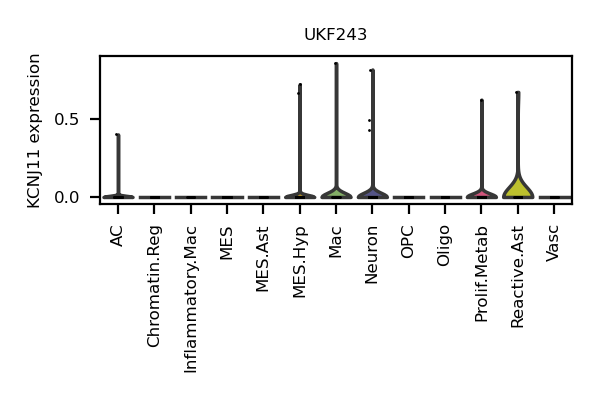 UKF243
KCNJ11 expression
0.5
0.0
AC
Chromatin.Reg
Inflammatory.Mac
MES
MES.Ast
MES.Hyp
Mac
Neuron
OPC
Oligo
Prolif.Metab
Reactive.Ast
Vasc